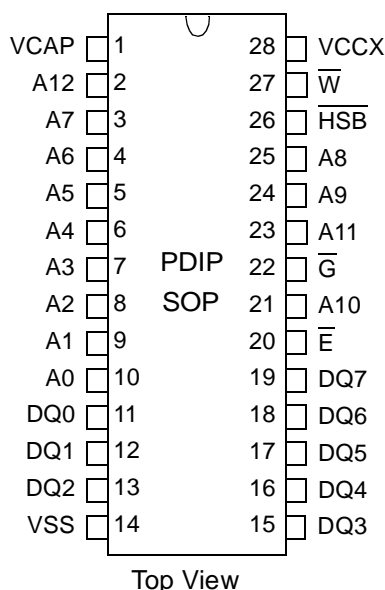 VCAP 1 28 VCCX
A12 2 27 W̅
A7 3 26 H̅S̅B̅
A6 4 25 A8
A5 5 24 A9
A4 6 23 A11
A3 7 PDIP 22 G̅
A2 8 SOP 21 A10
A1 9 20 E̅
A0 10 19 DQ7
DQ0 11 18 DQ6
DQ1 12 17 DQ5
DQ2 13 16 DQ4
VSS 14 15 DQ3
Top View